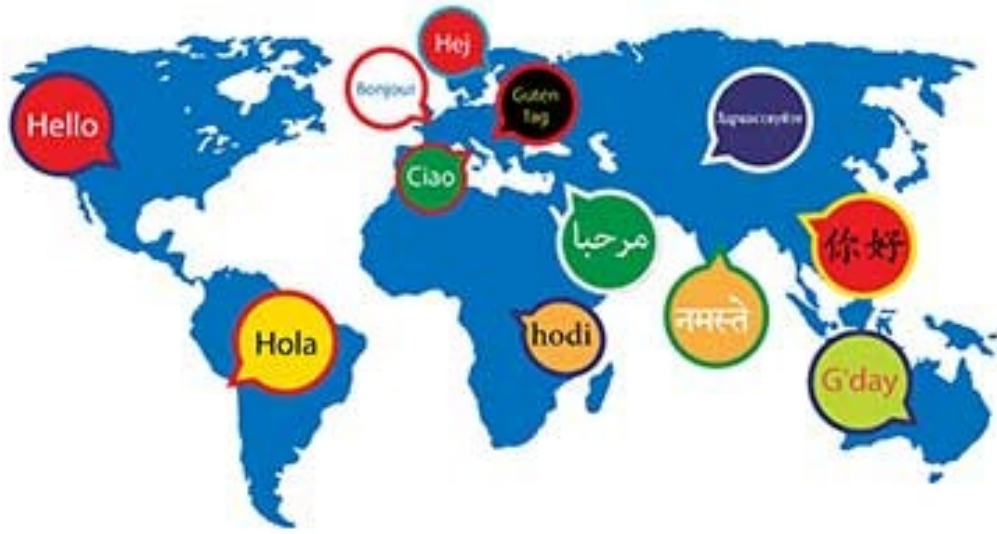 Hej
Bonjour
Guten
Tag
Hello
Ciao
مرحبا
你好
नमस्ते
hodi
Hola
G'day